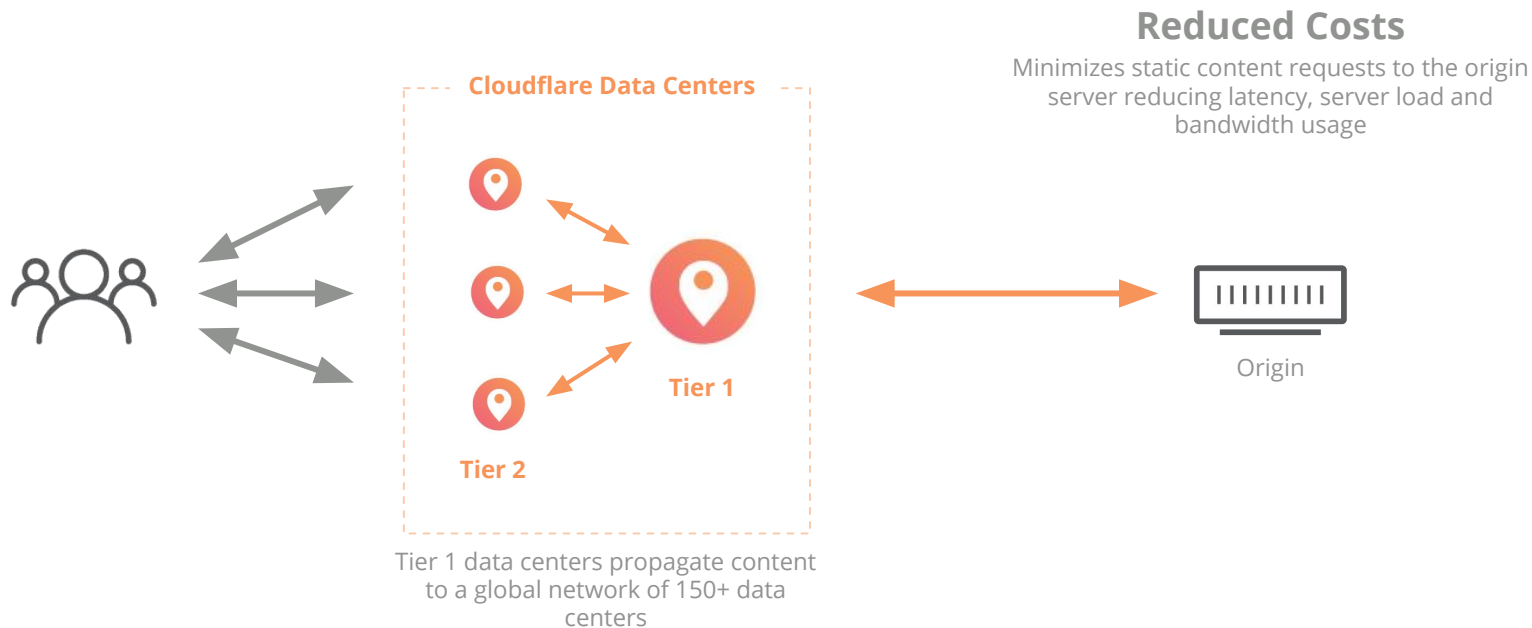 Reduced Costs
Minimizes static content requests to the origin
server reducing latency, server load and
bandwidth usage
Cloudflare Data Centers
Tier 1
Tier 2
Origin
Tier 1 data centers propagate content
to a global network of 150+ data
centers